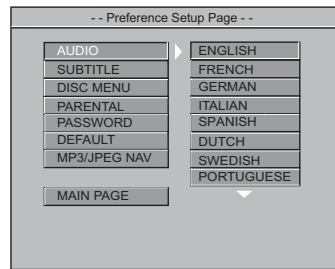 - - Preference Setup Page - -
AUDIO
SUBTITLE
DISC MENU
PARENTAL
PASSWORD
DEFAULT
MP3/JPEG NAV
MAIN PAGE
ENGLISH
FRENCH
GERMAN
ITALIAN
SPANISH
DUTCH
SWEDISH
PORTUGUESE